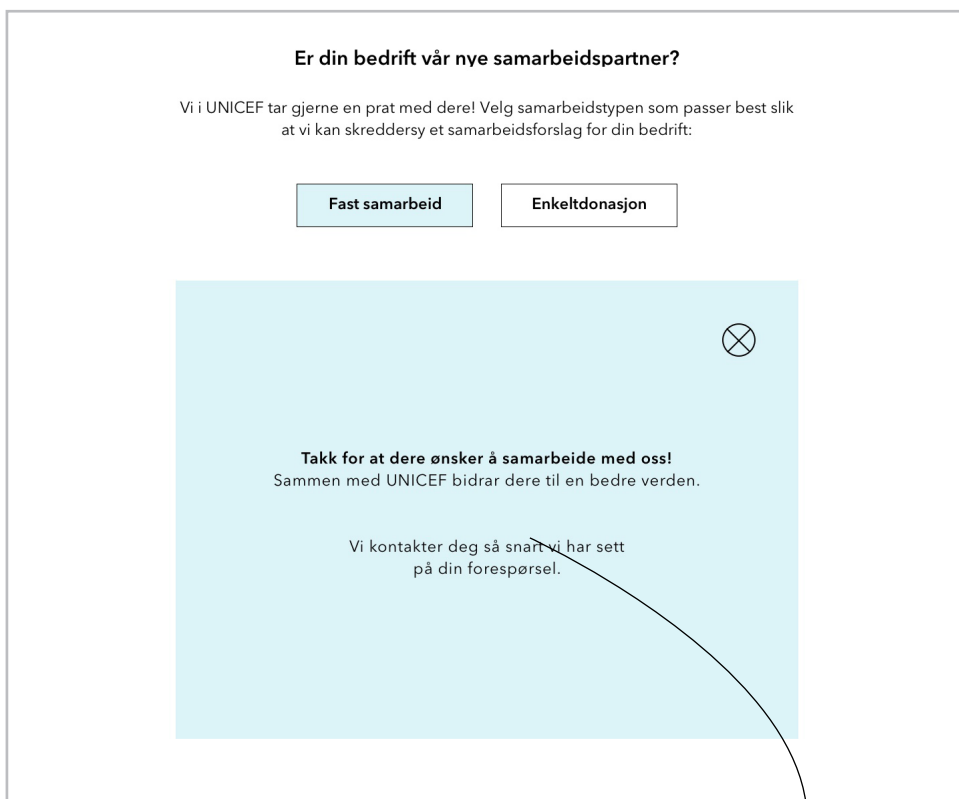 Er din bedrift vår nye samarbeidspartner?
Vi i UNICEF tar gjerne en prat med dere! Velg samarbeidstypen som passer best slik
at vi kan skreddersy et samarbeidsforslag for din bedrift:
Fast samarbeid
Enkeltdonasjon
Takk for at dere ønsker å samarbeide med oss!
Sammen med UNICEF bidrar dere til en bedre verden.
Vi kontakter deg så snart vi har sett
på din forespørsel.